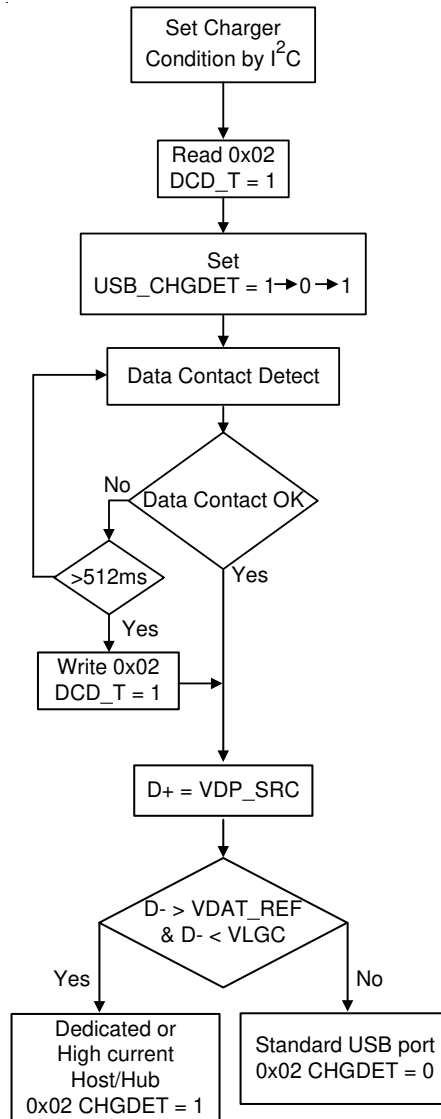 Set Charger
Condition by I²C
Read 0x02
DCD_T = 1
Set
USB_CHGDET = 1→0→1
Data Contact Detect
Data Contact OK
No
Yes
>512ms
Yes
Write 0x02
DCD_T = 1
D+ = VDP_SRC
D- > VDAT_REF
& D- < VLGC
Yes
No
Dedicated or
High current
Host/Hub
0x02 CHGDET = 1
Standard USB port
0x02 CHGDET = 0